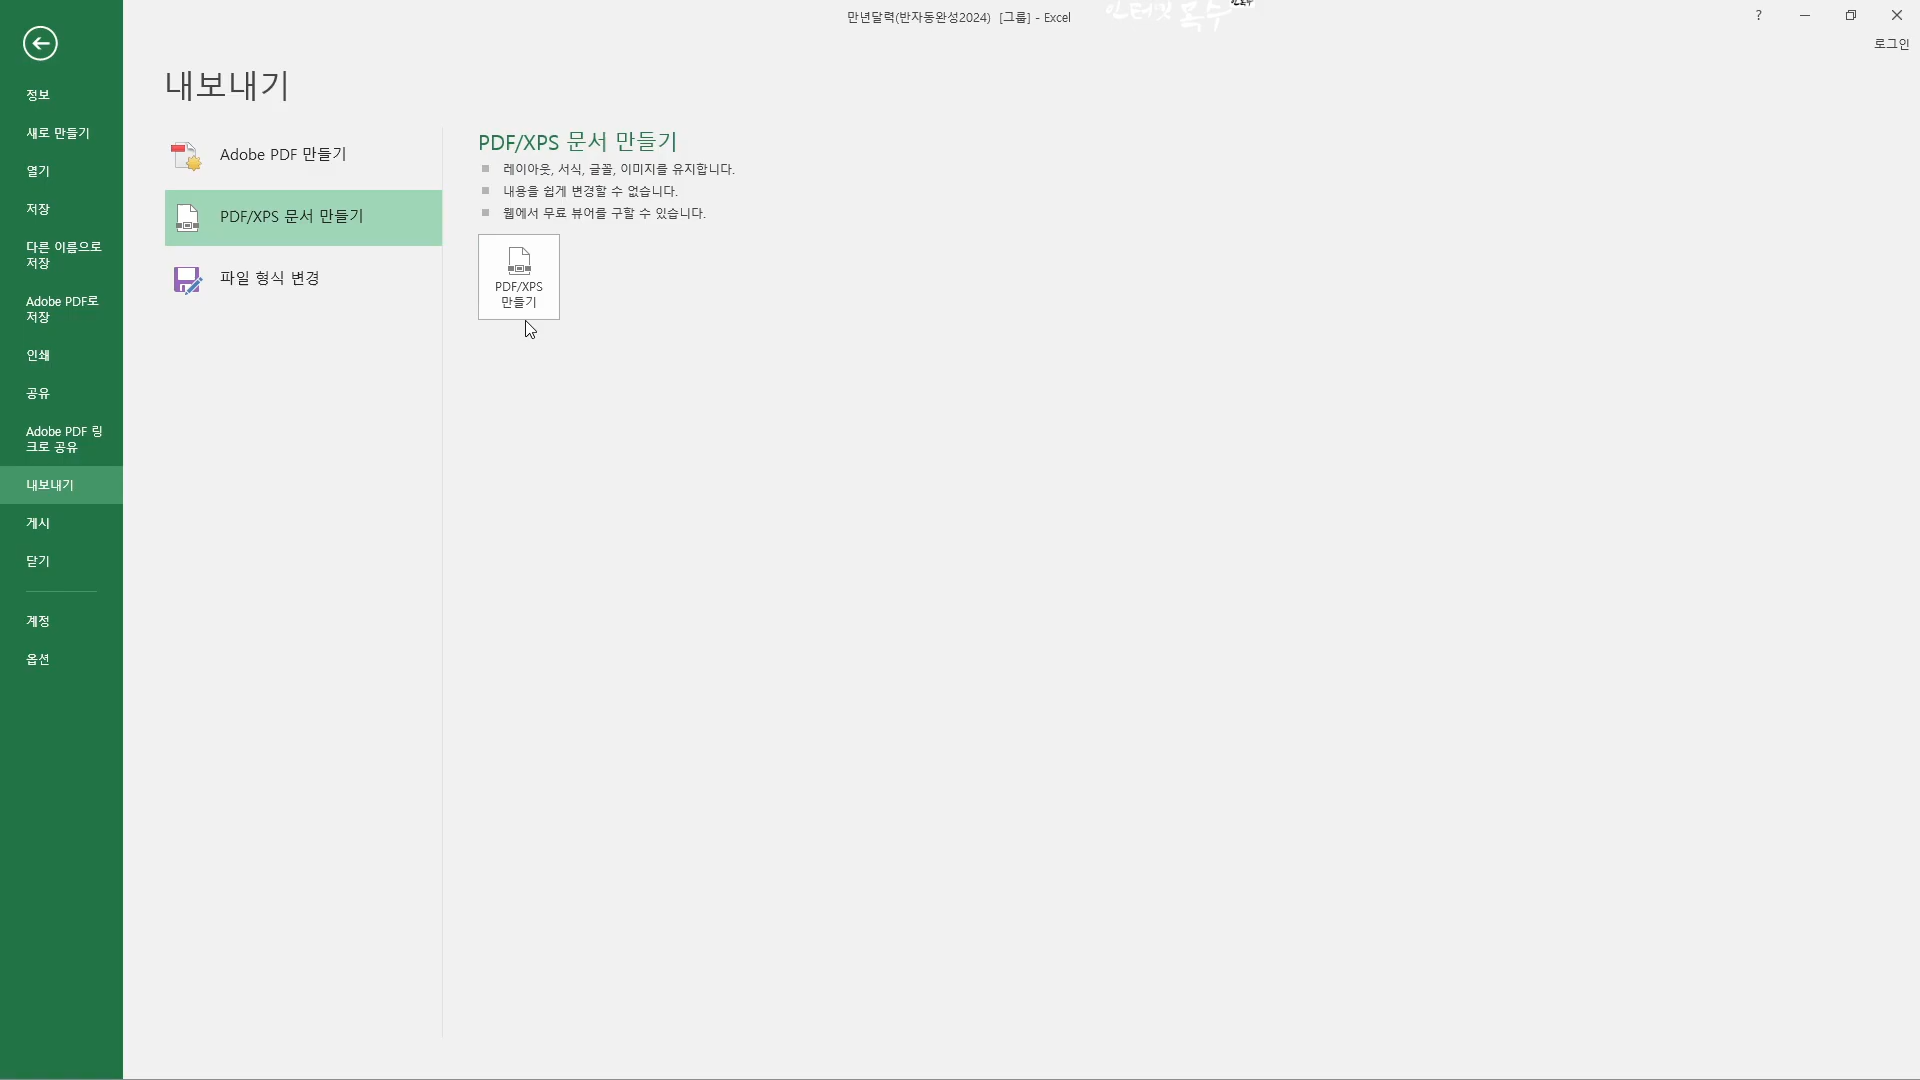 만년달력(반자동완성2024) [그룹] - Excel
인터넷 목수
?
로그인
정보
새로 만들기
열기
저장
다른 이름으로
저장
Adobe PDF로
저장
인쇄
공유
Adobe PDF 링
크로 공유
내보내기
게시
닫기
계정
옵션
내보내기
Adobe PDF 만들기
PDF/XPS 문서 만들기
파일 형식 변경
PDF/XPS 문서 만들기
레이아웃, 서식, 글꼴, 이미지를 유지합니다.
내용을 쉽게 변경할 수 없습니다.
웹에서 무료 뷰어를 구할 수 있습니다.
PDF/XPS
만들기